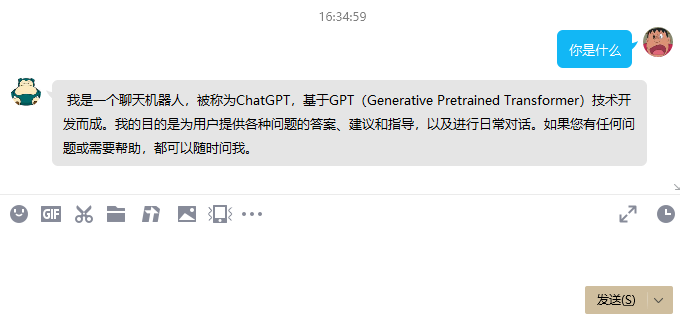 16:34:59
你是什么
我是一个聊天机器人，被称为ChatGPT，基于GPT（Generative Pretrained Transformer）技术开
发而成。我的目的是为用户提供各种问题的答案、建议和指导，以及进行日常对话。如果您有任何问
题或需要帮助，都可以随时问我。
GIF
发送(S)